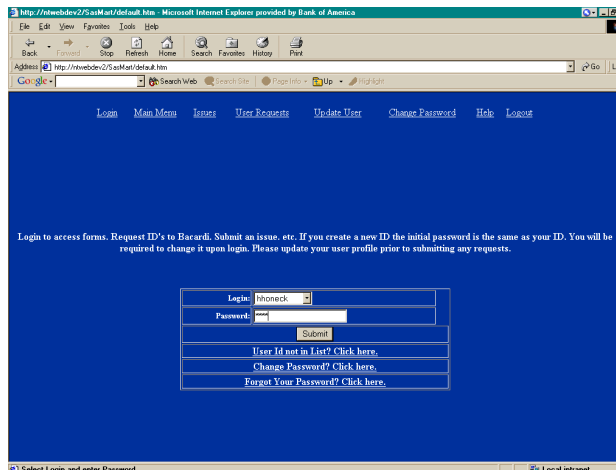 http://ntwebdev2/SasMart/default.htm - Microsoft Internet Explorer provided by Bank of America
File Edit View Favorites Tools Help
Back Forward Stop Refresh Home Search Favorites History Print
Address http://ntwebdev2/SasMart/default.htm Go
Google Search Web Search Site Page Info Up Highlight
Login Main Menu Issues User Requests Update User Change Password Help Logout
Login to access forms. Request ID's to Bacardi. Submit an issue. etc. If you create a new ID the initial password is the same as your ID. You will be
required to change it upon login. Please update your user profile prior to submitting any requests.
Login: hhoneck
Password: ****
Submit
User Id not in List? Click here.
Change Password? Click here.
Forgot Your Password? Click here.
Select Login and enter Password Local intranet